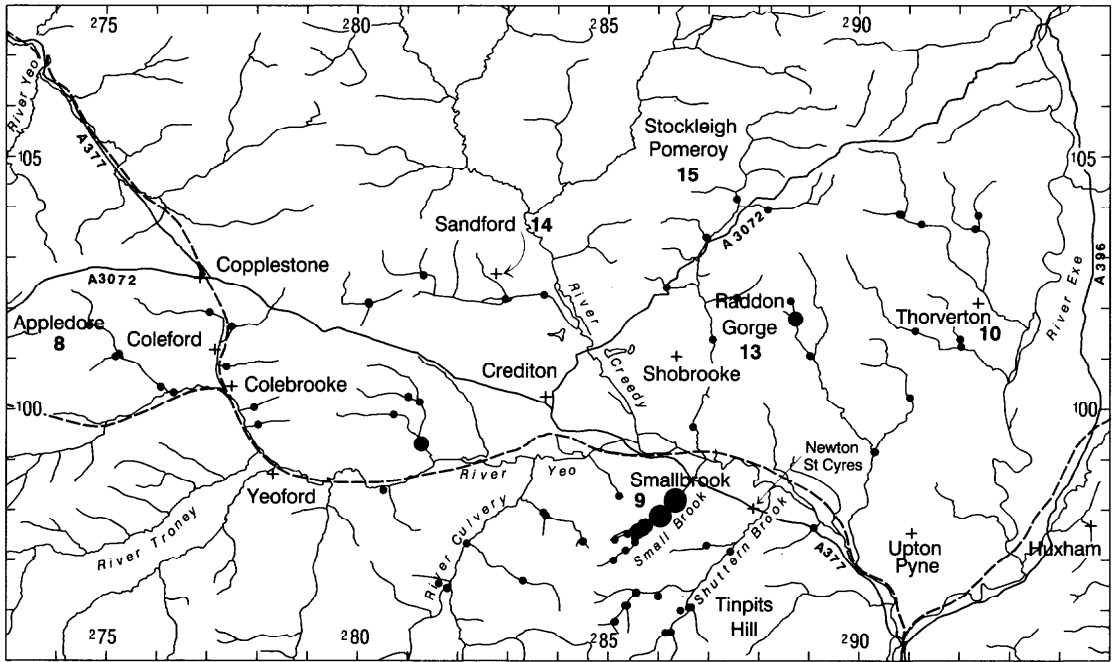 275
280
285
290
River Yeo
A377
Stockleigh
Pomeroy
15
105
105
Sandford 14
A3072
Copplestone
A3072
River Creedy
River Exe
A396
Appledore
8
Coleford
Raddon
Gorge
13
Thorverton
10
Crediton
Shobrooke
Colebrooke
100
100
River Yeo
Newton
St Cyres
Yeoford
Smallbrook
9
River Troney
River Culvery
Small Brook
Shuttern Brook
A377
Upton
Pyne
Huxham
Tinpits
Hill
275
280
285
290